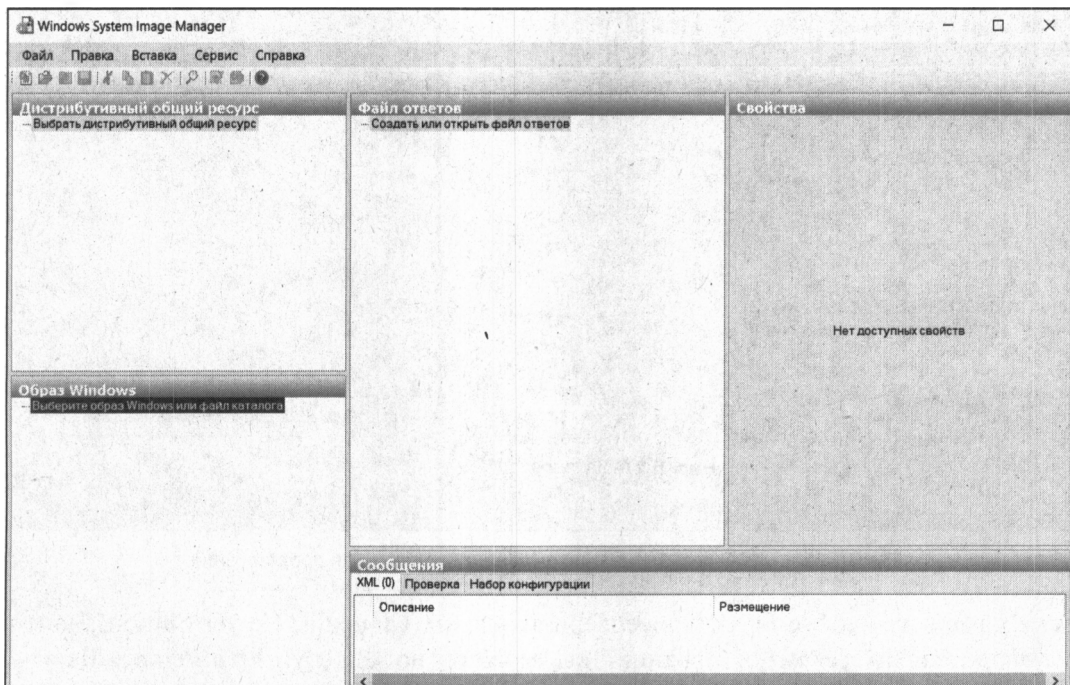 Windows System Image Manager
Файл Правка Вставка Сервис Справка
Дистрибутивный общий ресурс
Выбрать дистрибутивный общий ресурс
Файл ответов
Создать или открыть файл ответов
Свойства
Нет доступных свойств
Образ Windows
Выберите образ Windows или файл каталога
Сообщения
XML (0) Проверка Набор конфигурации
Описание Размещение